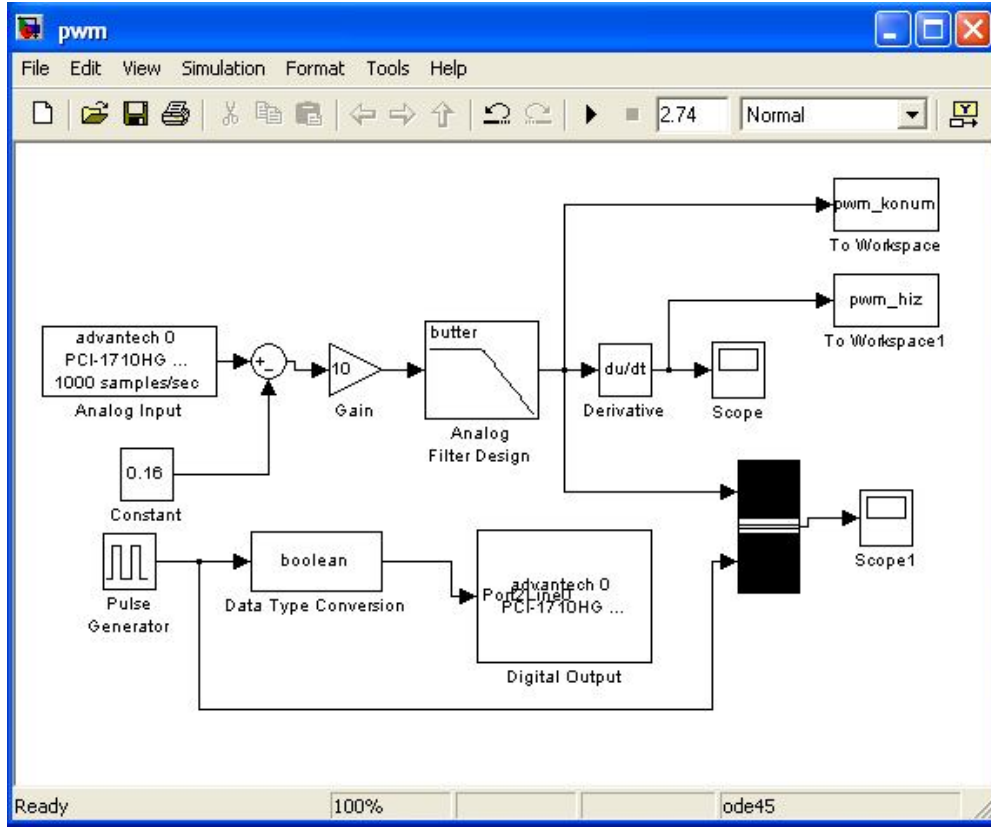 pwm
File Edit View Simulation Format Tools Help
2.74 Normal
pwm_konum
To Workspace
pwm_hiz
To Workspace1
advantech 0
PCI-1710HG ...
1000 samples/sec
Analog Input
+
-
10
Gain
butter
Analog
Filter Design
du/dt
Derivative
Scope
0.16
Constant
Pulse
Generator
boolean
Data Type Conversion
Port2Line0
advantech 0
PCI-1710HG ...
Digital Output
Scope1
Ready 100% ode45